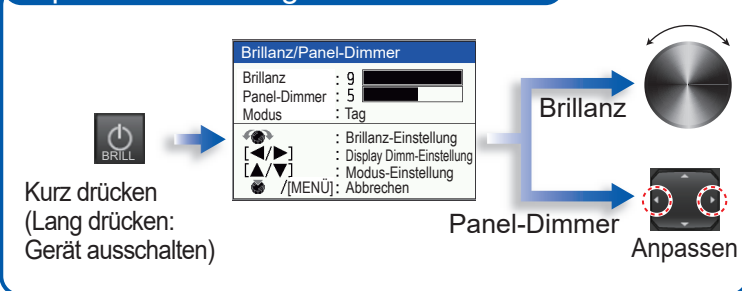 Brillanz/Panel-Dimmer
Brillanz : 9
Panel-Dimmer : 5
Modus : Tag
: Brillanz-Einstellung
[◀/▶] : Display Dimm-Einstellung
[▲/▼] : Modus-Einstellung
/[MENÜ] : Abbrechen
BRILL
Kurz drücken
(Lang drücken:
Gerät ausschalten)
Brillanz
Panel-Dimmer
Anpassen